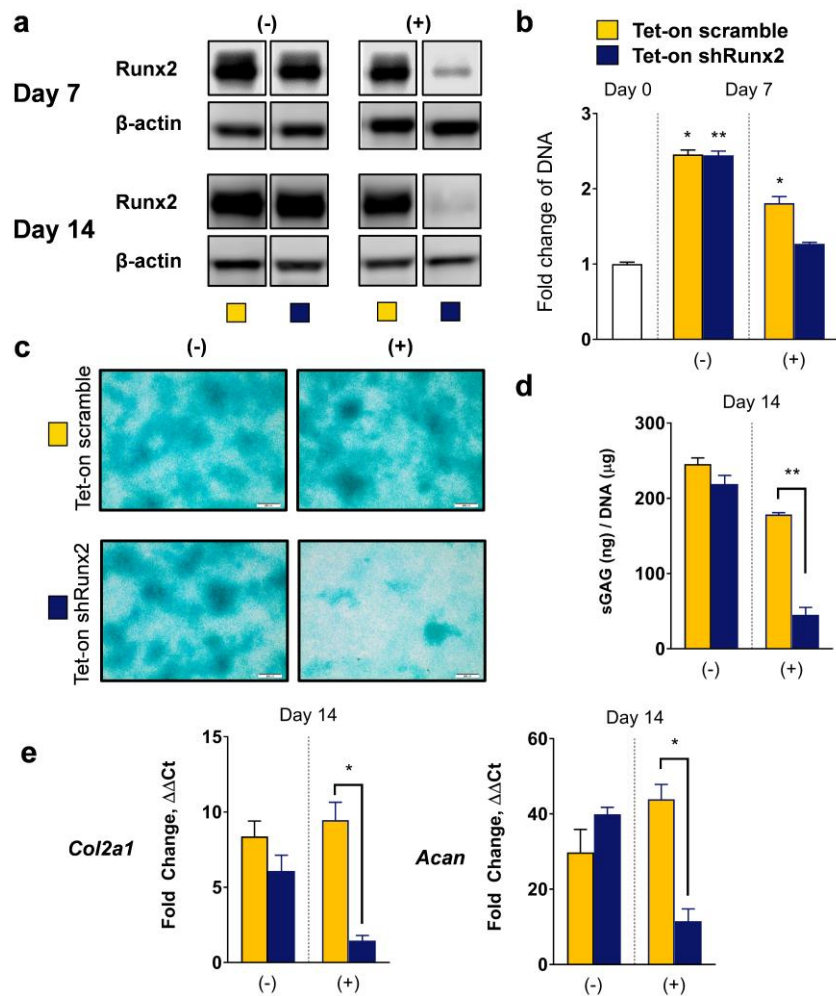 a
(-)
(+)
Day 7
Runx2
β-actin
Day 14
Runx2
β-actin
b
Tet-on scramble
Tet-on shRunx2
Day 0
Day 7
Fold change of DNA
3
2
1
0
*
**
*
(-)
(+)
c
(-)
(+)
Tet-on scramble
Tet-on shRunx2
d
Day 14
sGAG (ng) / DNA (µg)
300
200
100
0
**
(-)
(+)
e
Day 14
Col2a1
Fold Change, ΔΔCt
15
10
5
0
*
(-)
(+)
Day 14
Acan
Fold Change, ΔΔCt
60
40
20
0
*
(-)
(+)